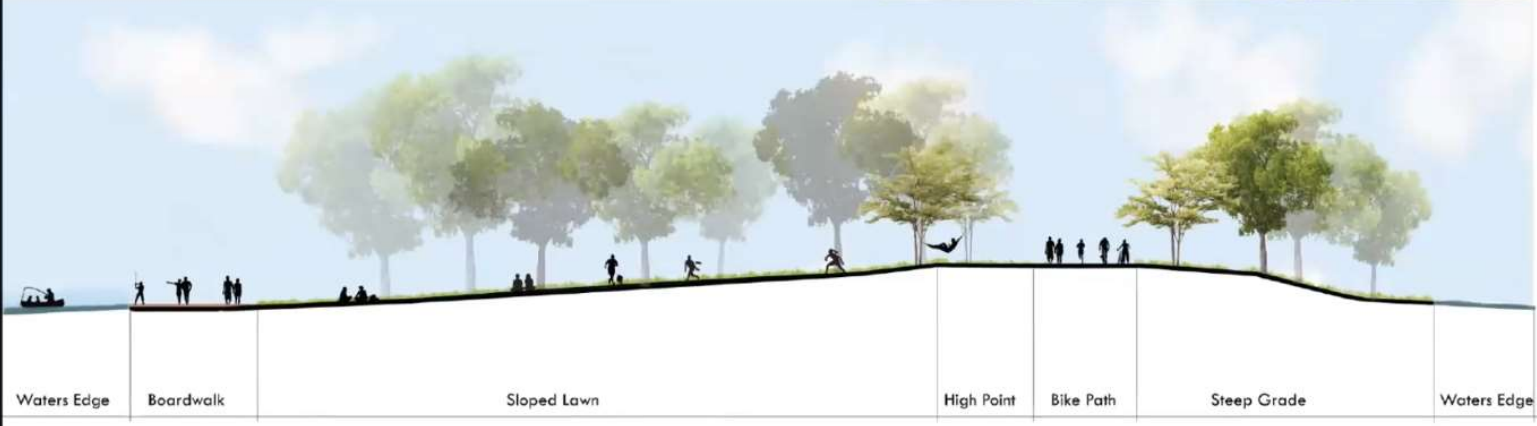 Waters Edge
Boardwalk
Sloped Lawn
High Point
Bike Path
Steep Grade
Waters Edge